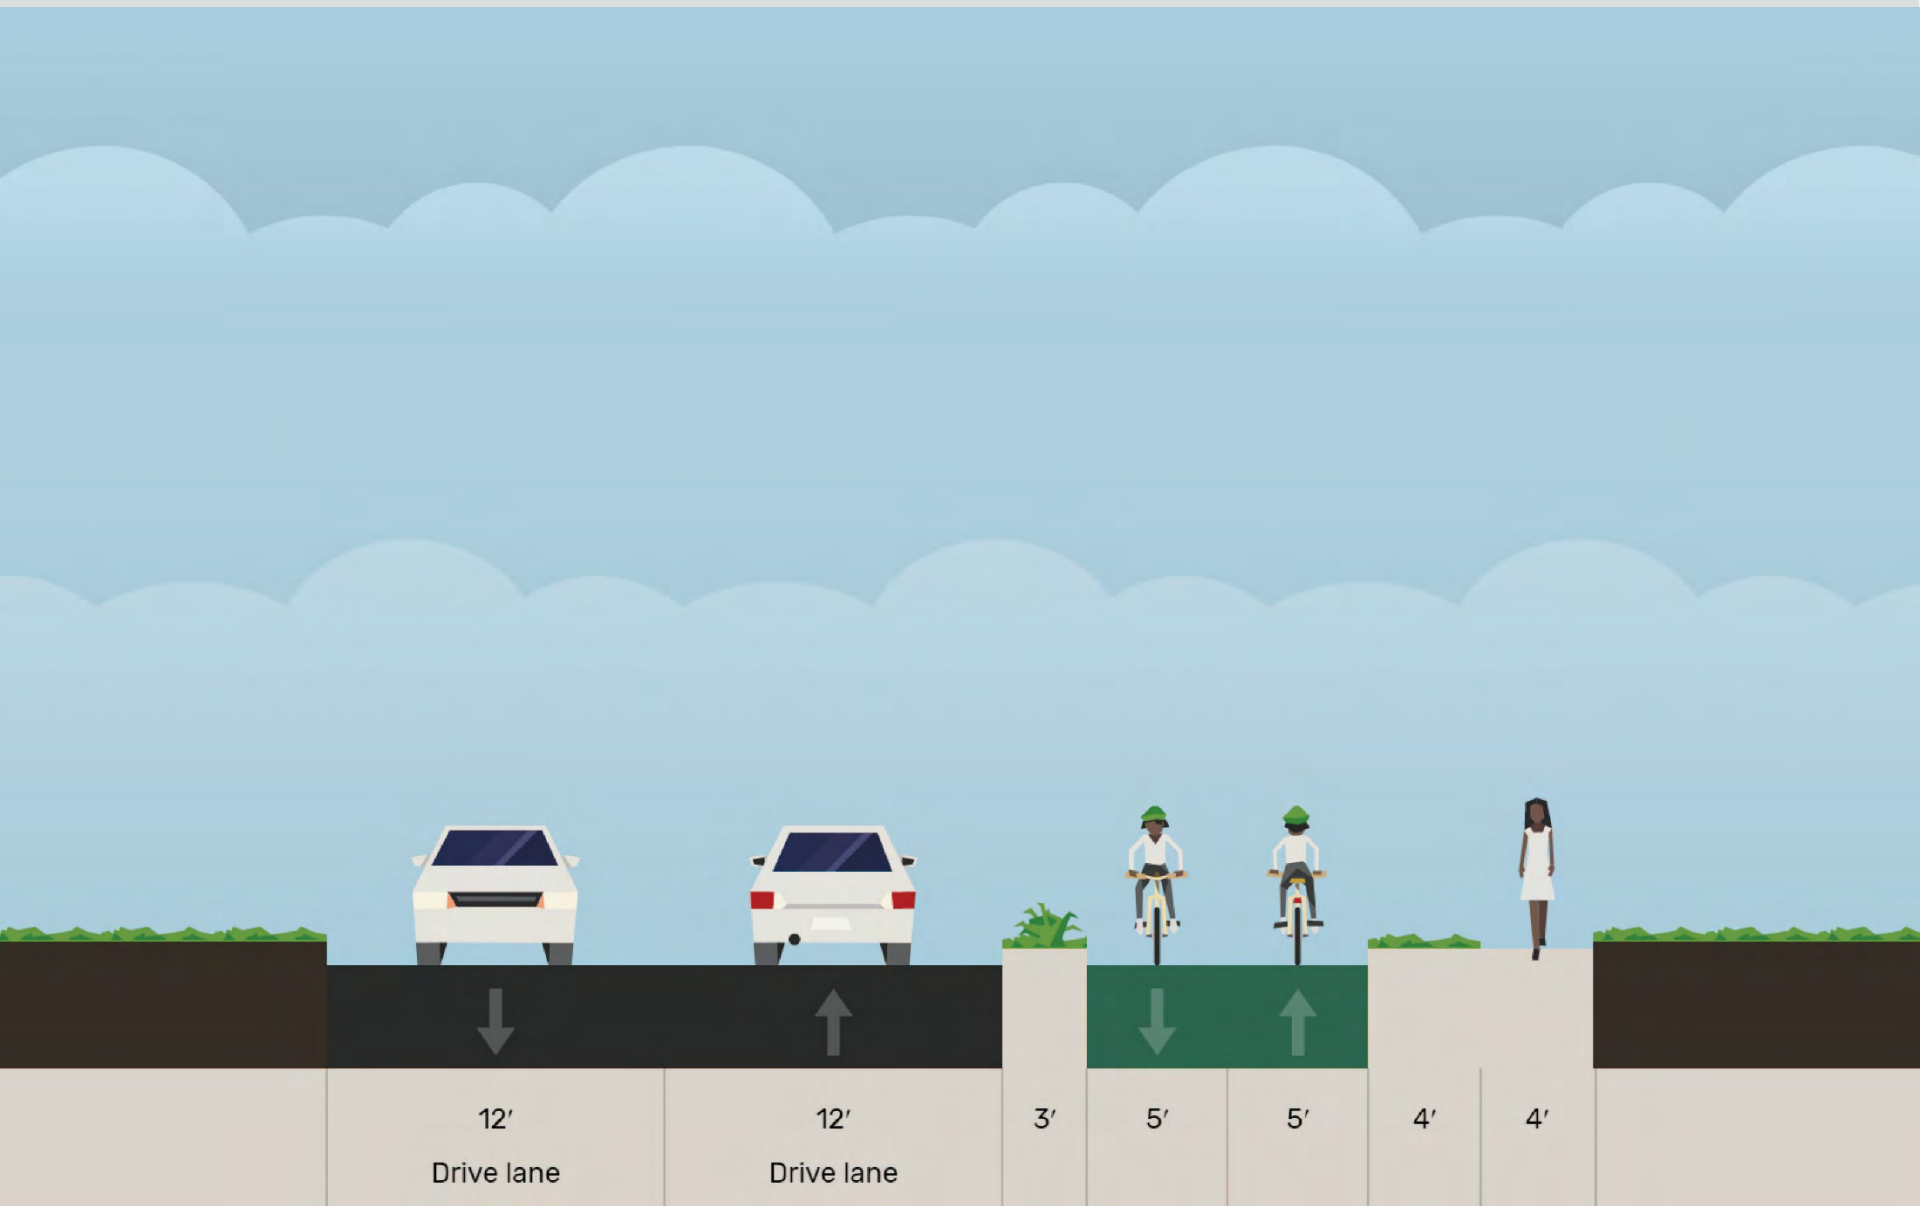 12′ 12′ 3′ 5′ 5′ 4′ 4′
Drive lane Drive lane